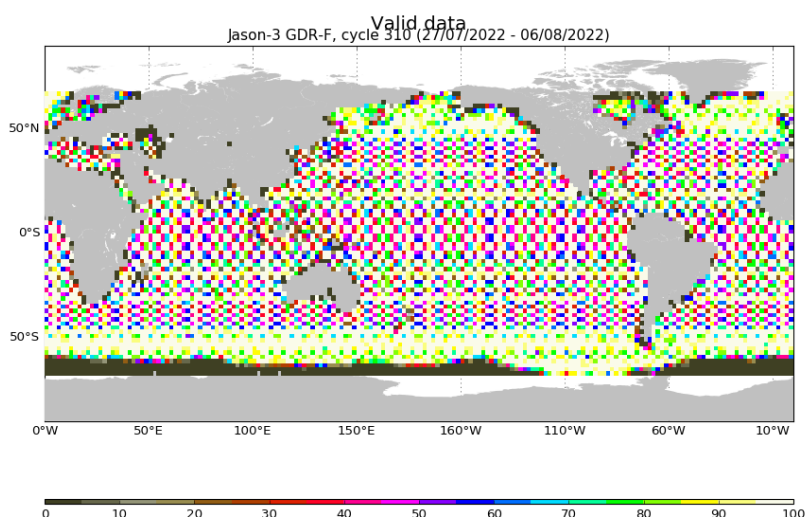 Valid data
Jason-3 GDR-F, cycle 310 (27/07/2022 - 06/08/2022)
50°N
0°S
50°S
0°W 50°E 100°E 150°E 160°W 110°W 60°W 10°W
0 10 20 30 40 50 60 70 80 90 100